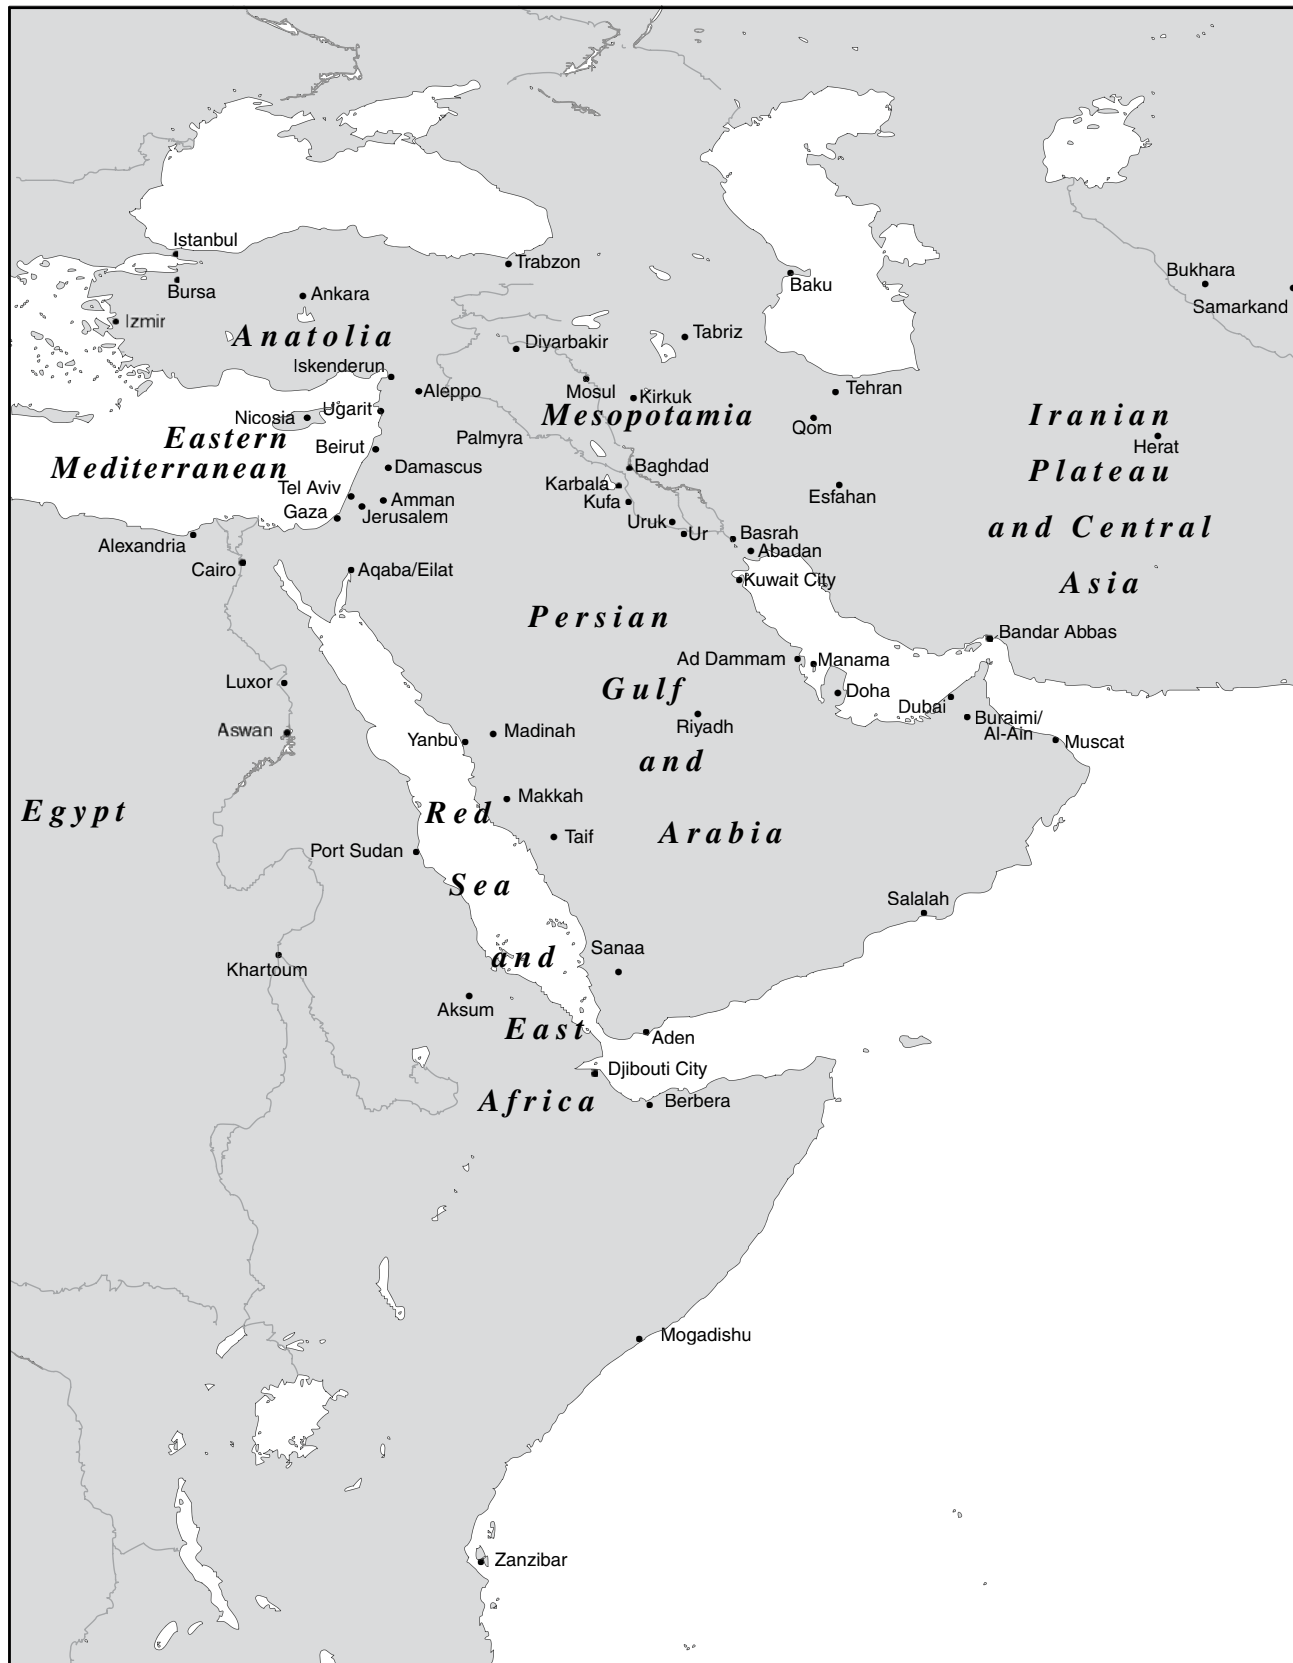 Istanbul
Trabzon
Bukhara
Baku
Bursa
Ankara
Samarkand
Izmir
Anatolia
Diyarbakir
Tabriz
Iskenderun
Aleppo
Mosul
Kirkuk
Tehran
Nicosia
Ugarit
Mesopotamia
Qom
Iranian
Eastern
Palmyra
Herat
Beirut
Mediterranean
Damascus
Baghdad
Plateau
Tel Aviv
Karbala
Esfahan
Amman
Kufa
Gaza
Jerusalem
Uruk
Ur
Basrah
and Central
Alexandria
Abadan
Cairo
Aqaba/Eilat
Kuwait City
Asia
Persian
Bandar Abbas
Ad Dammam
Manama
Luxor
Gulf
Doha
Dubai
Buraimi/
Al-Ain
Riyadh
Aswan
Yanbu
Madinah
Muscat
and
Makkah
Egypt
Red
Taif
Arabia
Port Sudan
Sea
Salalah
Sanaa
and
Khartoum
Aksum
East
Aden
Djibouti City
Africa
Berbera
Mogadishu
Zanzibar